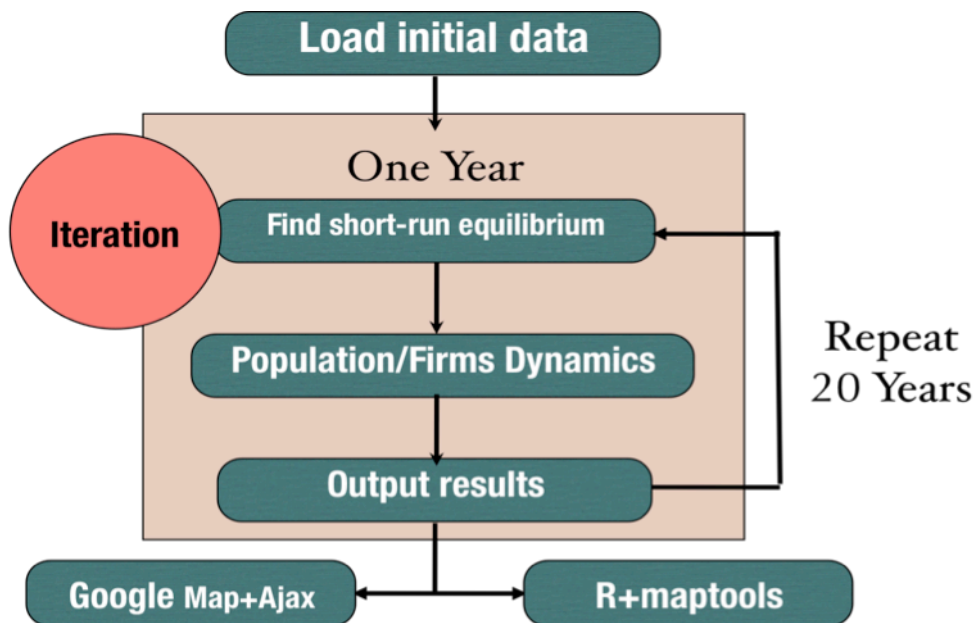 Load initial data
One Year
Iteration
Find short-run equilibrium
Population/Firms Dynamics
Repeat
20 Years
Output results
Google Map+Ajax
R+maptools